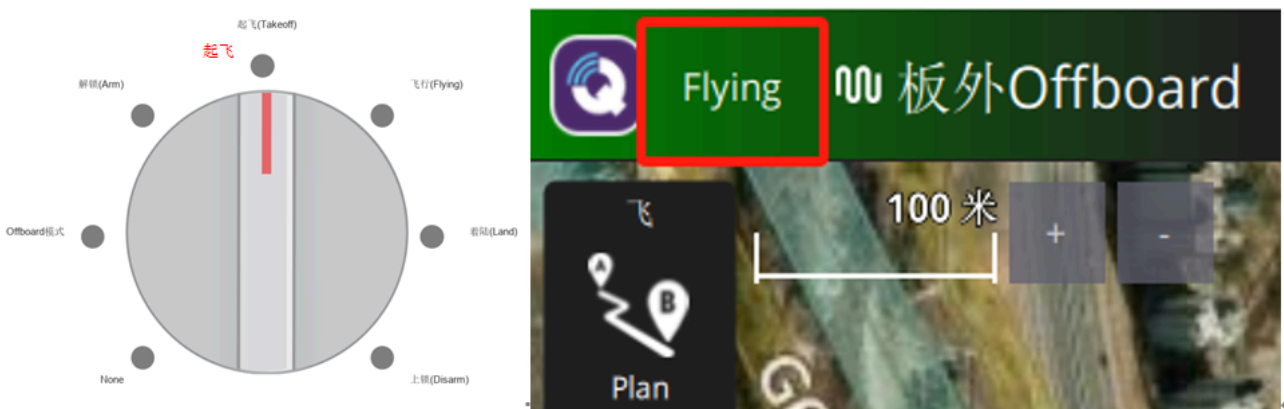 起飞(Takeoff)
起飞
解锁(Arm)
飞行(Flying)
Offboard模式
着陆(Land)
None
上锁(Disarm)
Flying
板外Offboard
飞
100 米
+
-
A
B
Plan